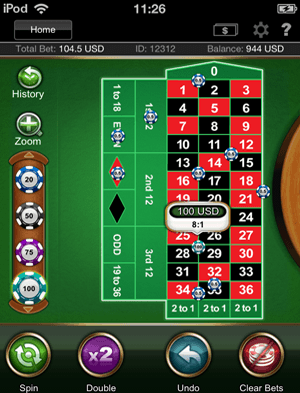 iPod 11:26
Home $ ?
Total Bet: 104.5 USD ID: 12312 Balance: 944 USD
History
Zoom
20
50
75
100
0
1 to 18
EVEN
ODD
19 to 36
1st 12
2nd 12
3rd 12
1 2 3
4 5 6
7 8 9
10 11 12
13 14 15
16 17 18
19 20 21
24
100 USD
8:1
25 26 27
28 29 30
31 32 33
34 35 36
2 to 1 2 to 1 2 to 1
Spin Double Undo Clear Bets
x2